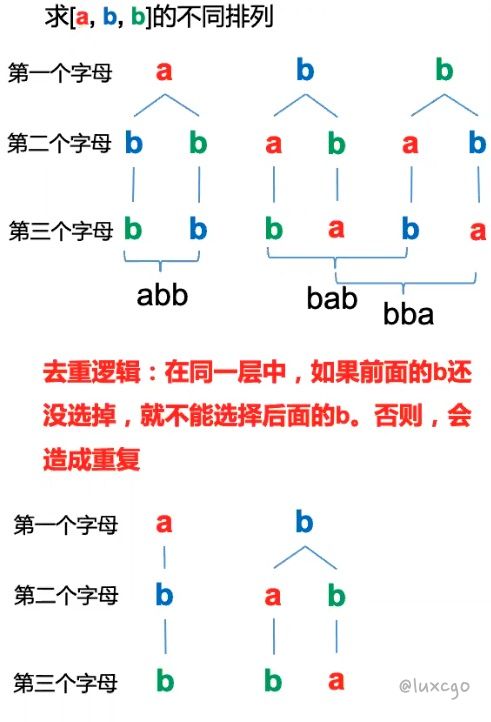 求[a, b, b]的不同排列
第一个字母 a b b
第二个字母 b b a b a b
第三个字母 b b b a b a
abb bab
bba
去重逻辑：在同一层中，如果前面的b还
没选掉，就不能选择后面的b。否则，会
造成重复
第一个字母 a b
第二个字母 b a b
第三个字母 b b a
@luxcgo